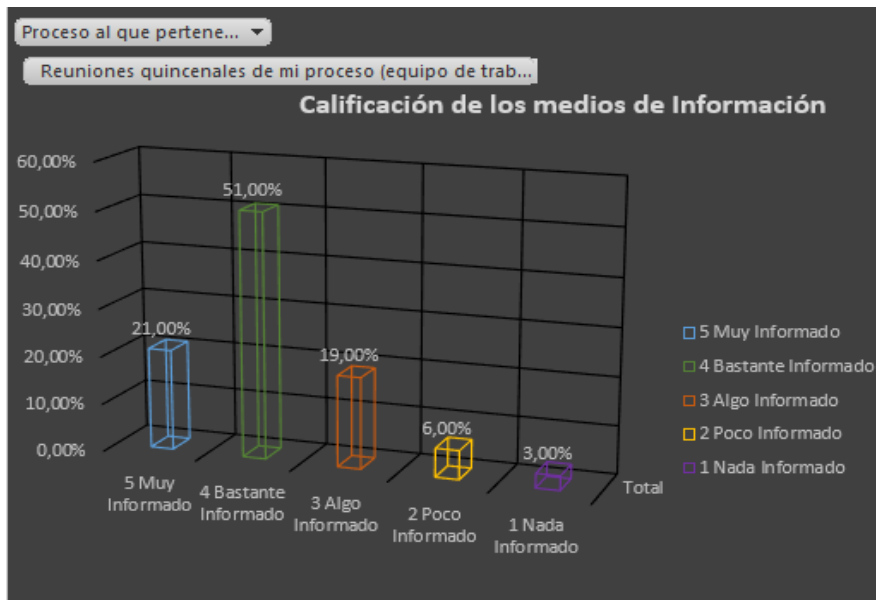 Proceso al que pertene...
Reuniones quincenales de mi proceso (equipo de trab...
Calificación de los medios de Información
60,00%
50,00%
40,00%
30,00%
20,00%
10,00%
0,00%
21,00%
51,00%
19,00%
6,00%
3,00%
5 Muy
Informado
4 Bastante
Informado
3 Algo
Informado
2 Poco
Informado
1 Nada
Informado
Total
5 Muy Informado
4 Bastante Informado
3 Algo Informado
2 Poco Informado
1 Nada Informado